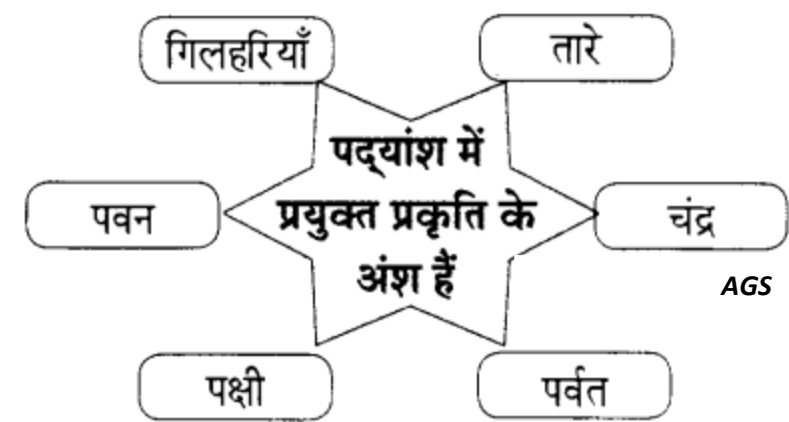 गिलहरियाँ
तारे
पद्यांश में
पवन
प्रयुक्त प्रकृति के
चंद्र
अंश हैं
AGS
पक्षी
पर्वत